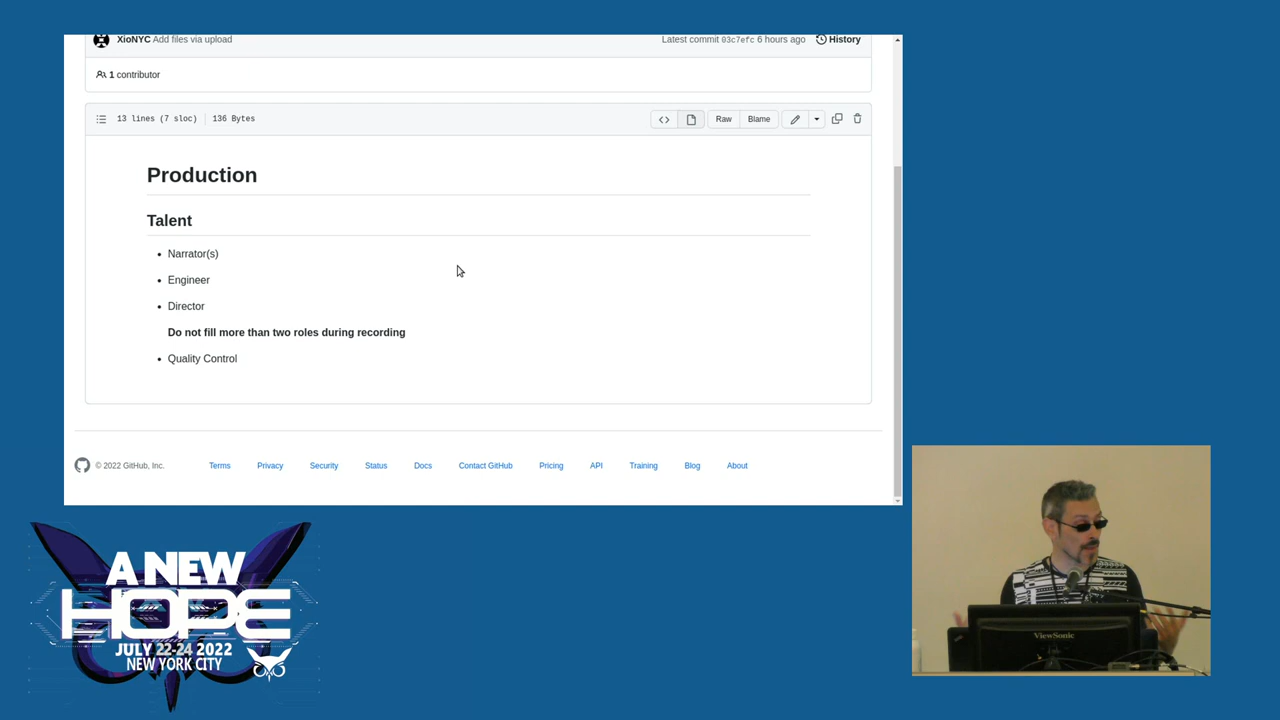 XioNYC Add files via upload Latest commit 03c7efc 6 hours ago History
1 contributor
13 lines (7 sloc) 136 Bytes Raw Blame
Production
Talent
• Narrator(s)
• Engineer
• Director
Do not fill more than two roles during recording
• Quality Control
© 2022 GitHub, Inc. Terms Privacy Security Status Docs Contact GitHub Pricing API Training Blog About
A NEW
HOPE
JULY 22-24 2022
NEW YORK CITY
ViewSonic